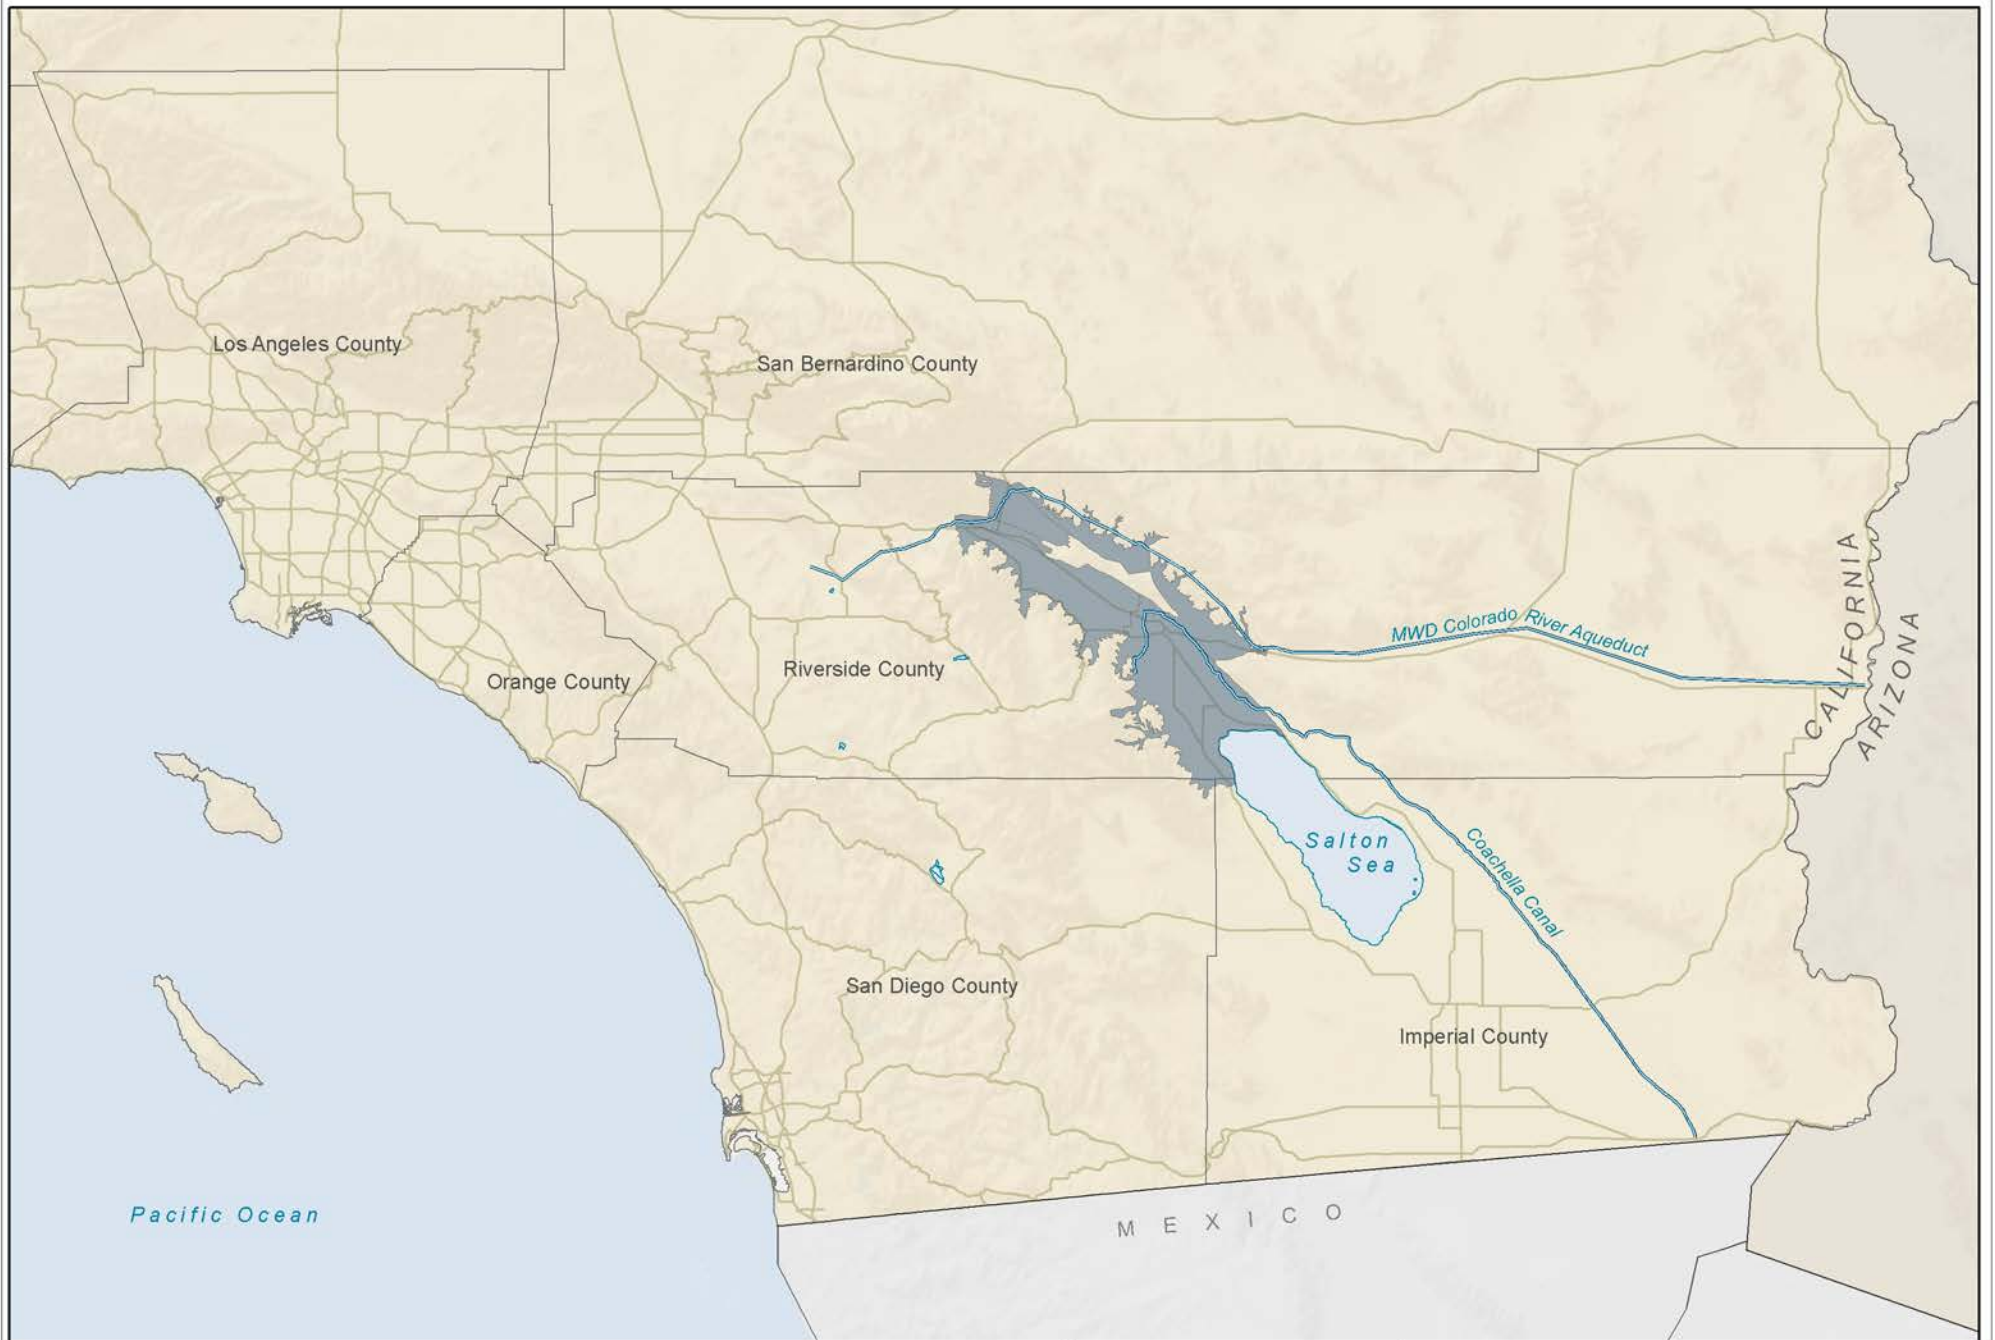 Los Angeles County
San Bernardino County
CALIFORNIA
ARIZONA
MWD Colorado River Aqueduct
Riverside County
Orange County
Salton
Sea
Coachella Canal
San Diego County
Imperial County
Pacific Ocean
MEXICO